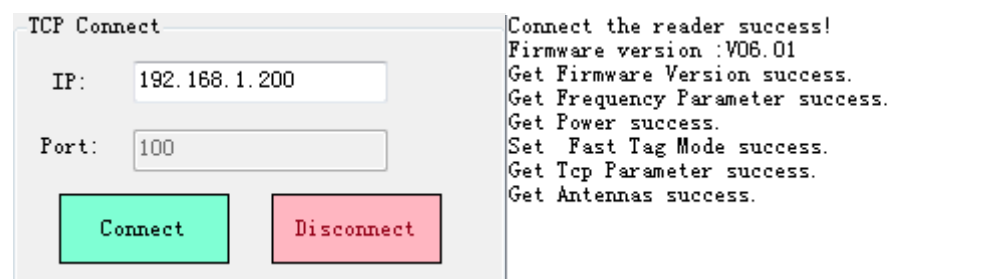 TCP Connect
IP:
192.168.1.200
Port:
100
Connect
Disconnect
Connect the reader success!
Firmware version :V06.01
Get Firmware Version success.
Get Frequency Parameter success.
Get Power success.
Set  Fast Tag Mode success.
Get Tcp Parameter success.
Get Antennas success.